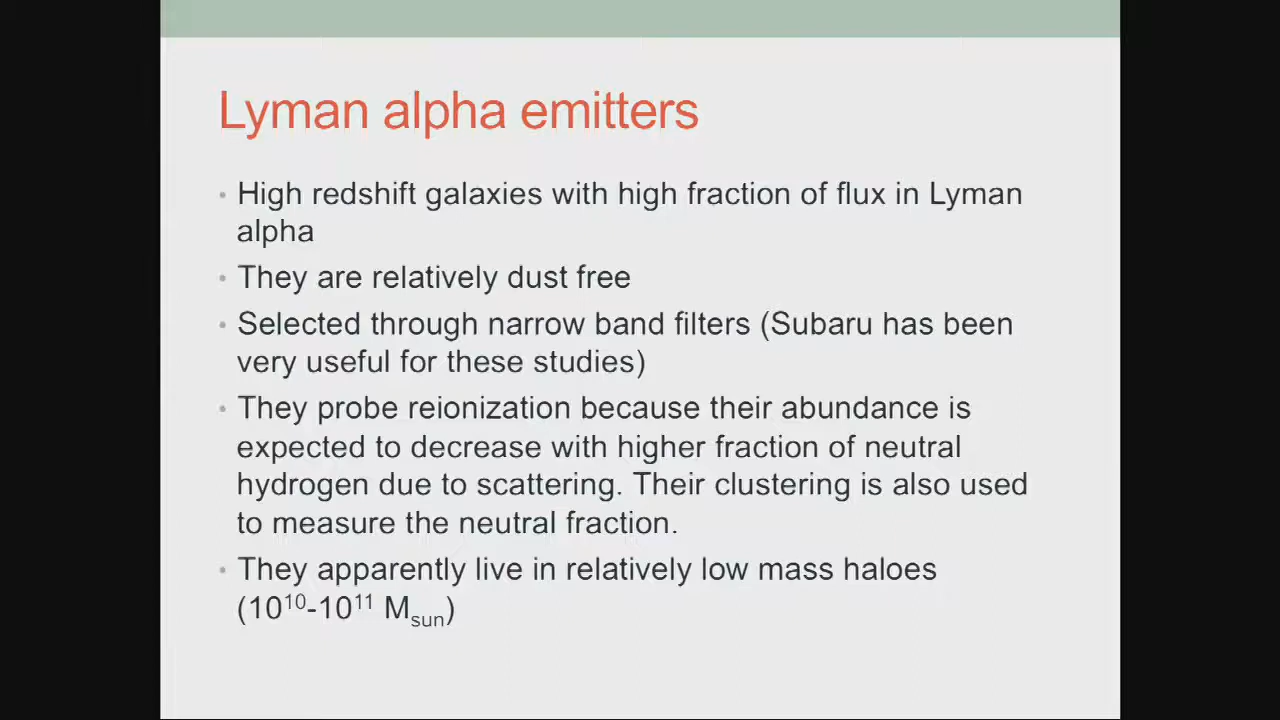 Lyman alpha emitters
• High redshift galaxies with high fraction of flux in Lyman
alpha
• They are relatively dust free
• Selected through narrow band filters (Subaru has been
very useful for these studies)
• They probe reionization because their abundance is
expected to decrease with higher fraction of neutral
hydrogen due to scattering. Their clustering is also used
to measure the neutral fraction.
• They apparently live in relatively low mass haloes
(10¹⁰-10¹¹ Msun)